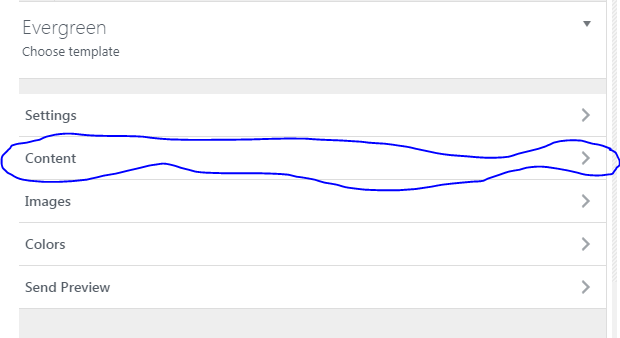 Evergreen
Choose template
Settings
Content
Images
Colors
Send Preview